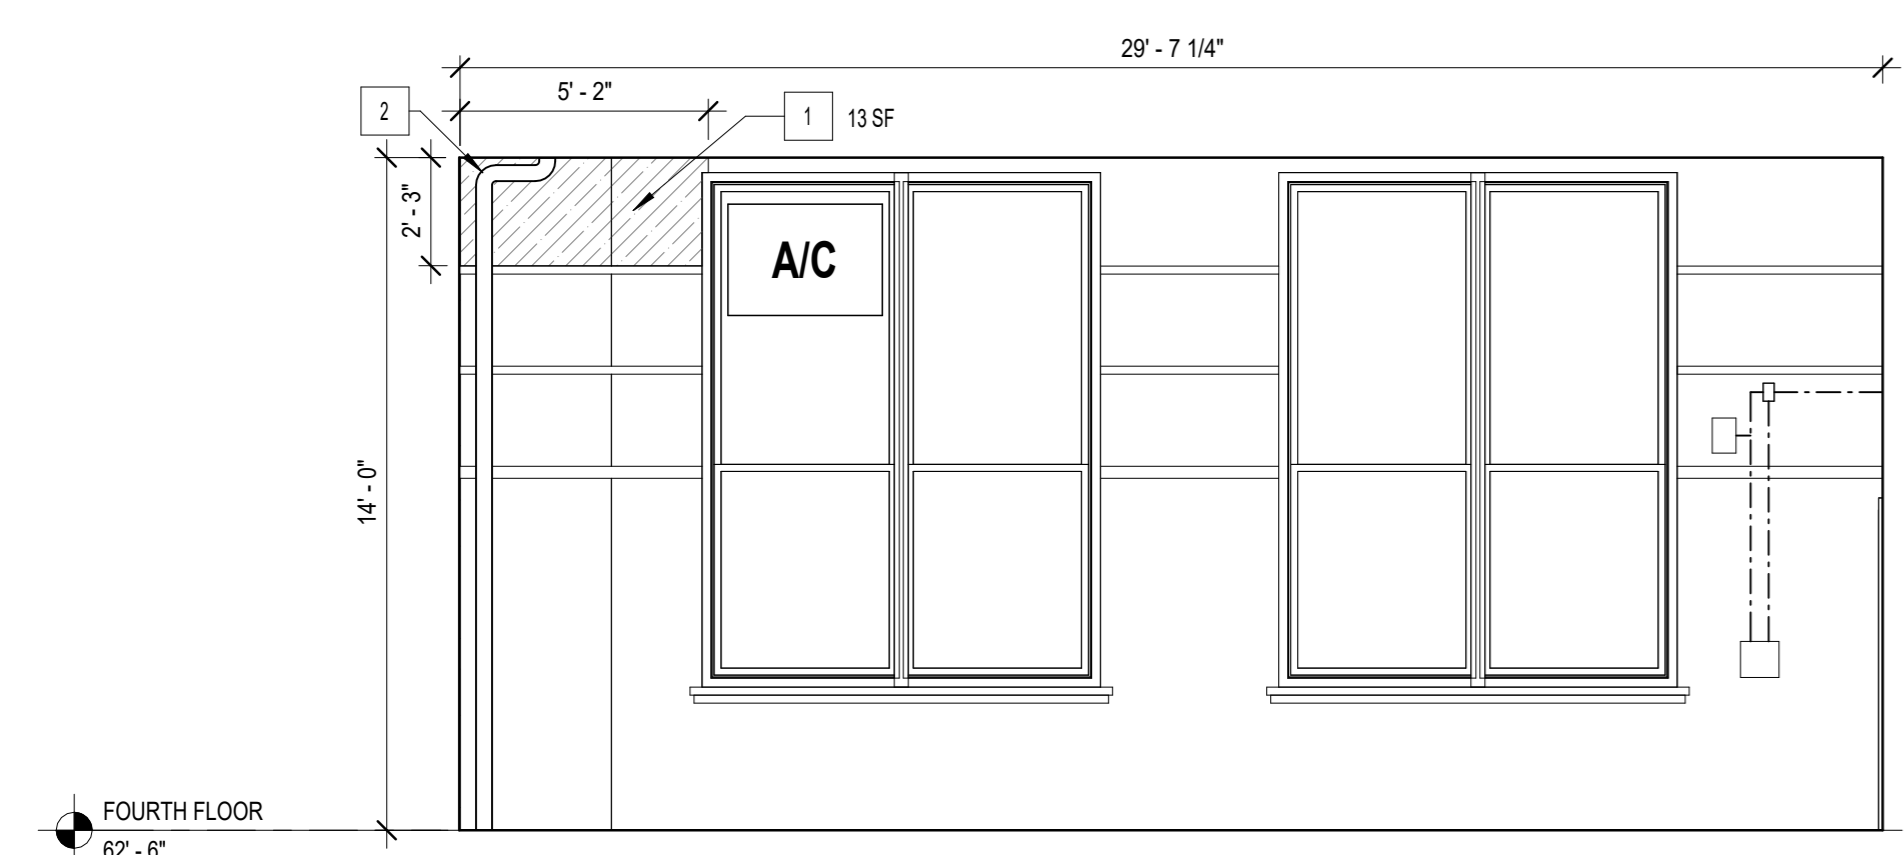 29' - 7 1/4"
5' - 2"
2
1
13 SF
2' - 3"
A/C
14' - 0"
FOURTH FLOOR
62' - 6"